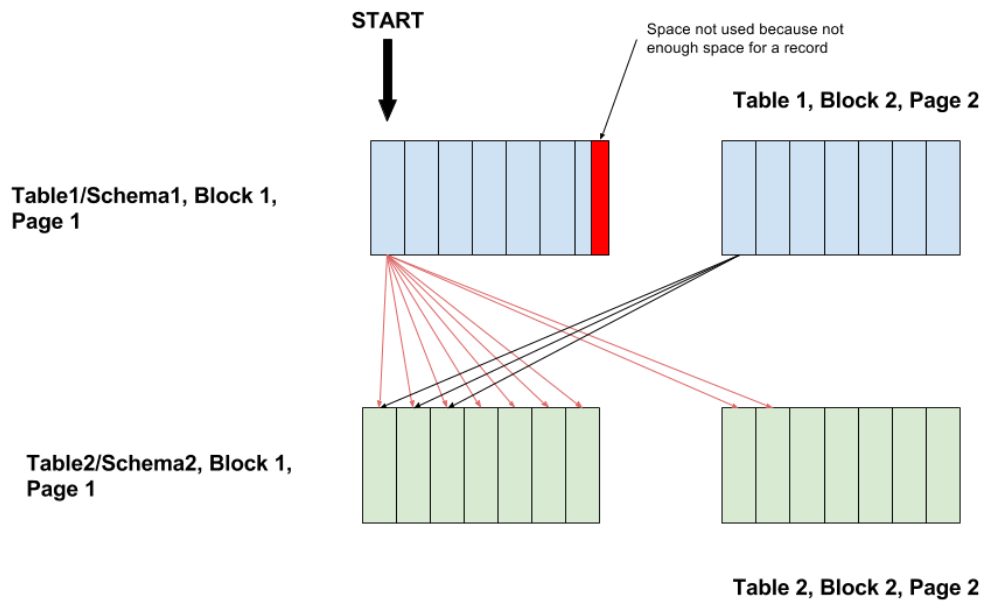 START
Space not used because not
enough space for a record
Table 1, Block 2, Page 2
Table1/Schema1, Block 1,
Page 1
Table2/Schema2, Block 1,
Page 1
Table 2, Block 2, Page 2